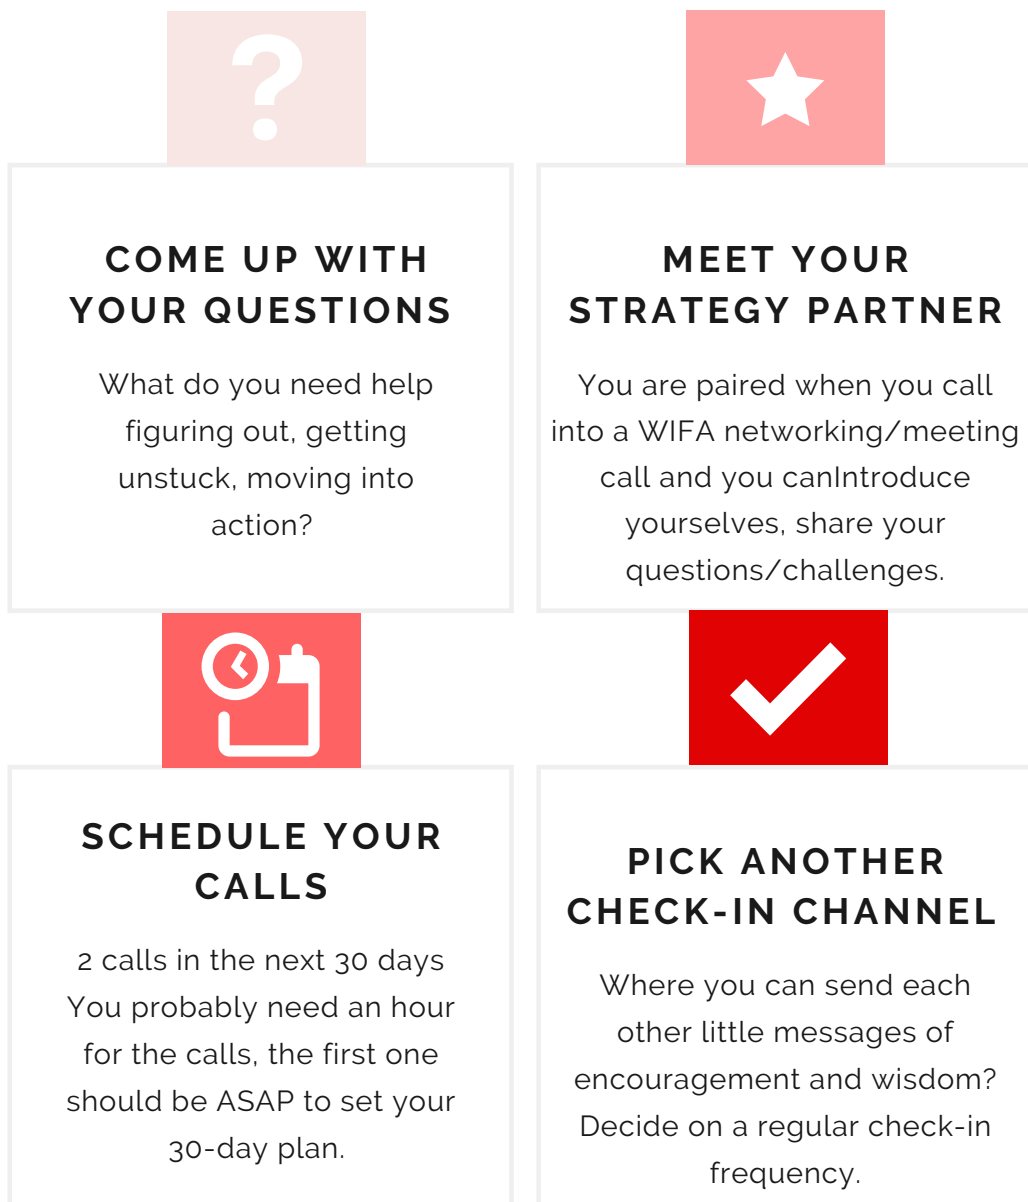 ?
COME UP WITH
YOUR QUESTIONS
What do you need help
figuring out, getting
unstuck, moving into
action?
MEET YOUR
STRATEGY PARTNER
You are paired when you call
into a WIFA networking/meeting
call and you canIntroduce
yourselves, share your
questions/challenges.
SCHEDULE YOUR
CALLS
2 calls in the next 30 days
You probably need an hour
for the calls, the first one
should be ASAP to set your
30-day plan.
PICK ANOTHER
CHECK-IN CHANNEL
Where you can send each
other little messages of
encouragement and wisdom?
Decide on a regular check-in
frequency.